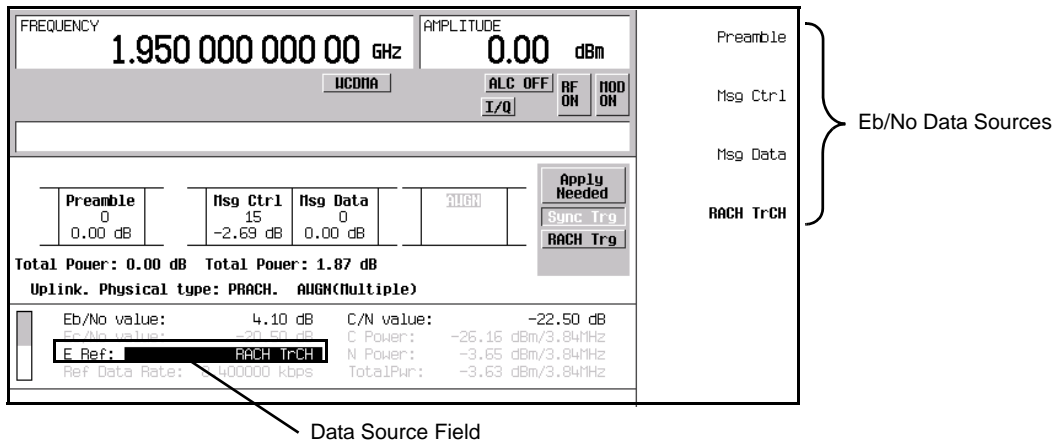 FREQUENCY
AMPLITUDE
1.950 000 000 00 GHz
0.00 dBm
WCDMA
ALC OFF
I/Q
RF ON
MOD ON
Preamble
Msg Ctrl
Msg Data
RACH TrCH
Eb/No Data Sources
Preamble
0
0.00 dB
Msg Ctrl
15
-2.69 dB
Msg Data
0
0.00 dB
AWGN
Apply Needed
Sync Trg
RACH Trg
Total Power: 0.00 dB Total Power: 1.87 dB
Uplink. Physical type: PRACH. AWGN(Multiple)
Eb/No value: 4.10 dB C/N value: -22.50 dB
Ec/No value: -20.50 dB C Power: -26.16 dBm/3.84MHz
E Ref: RACH TrCH N Power: -3.65 dBm/3.84MHz
Ref Data Rate: .400000 kbps TotalPwr: -3.63 dBm/3.84MHz
Data Source Field